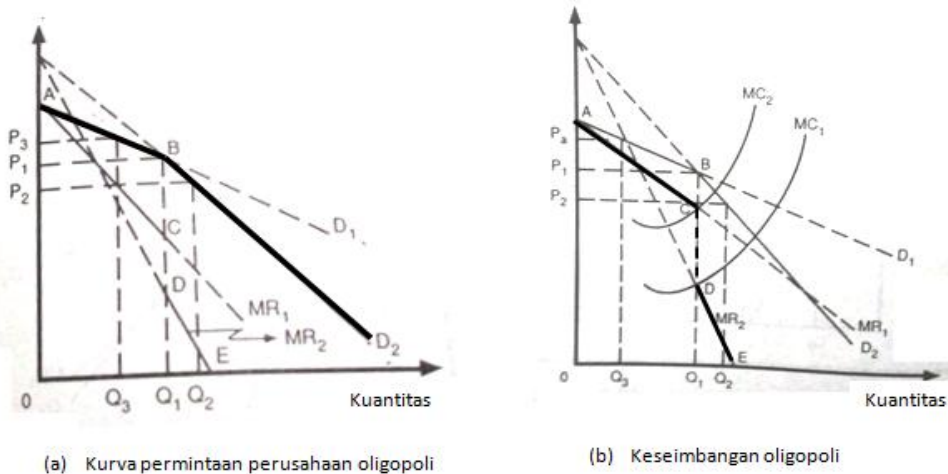 A
P₃
P₁
P₂
B
C
D
E
D₁
MR₁
MR₂
D₂
0
Q₃ Q₁ Q₂
Kuantitas
(a) Kurva permintaan perusahaan oligopoli
MC₂
MC₁
A
P₃
P₁
P₂
B
C
D
D₁
MR₂
MR₁
D₂
E
0
Q₃
Q₁ Q₂
Kuantitas
(b) Keseimbangan oligopoli